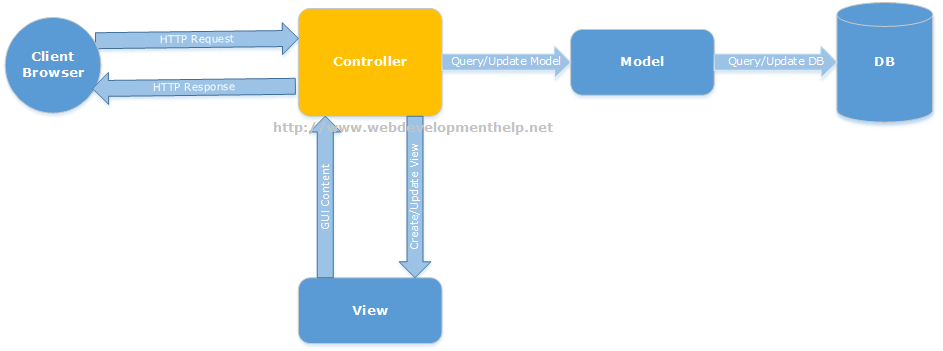 Client
Browser
HTTP Request
HTTP Response
Controller
Query/Update Model
Model
Query/Update DB
DB
http://www.webdevelopmenthelp.net
GUI Content
Create/Update View
View